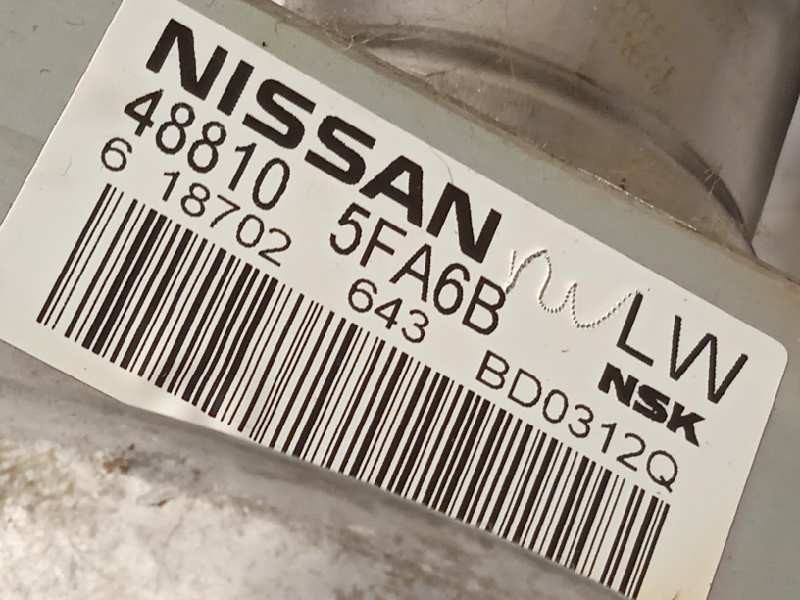 NISSAN
48810 5FA6B LW
6 18702 643 BD0312Q NSK